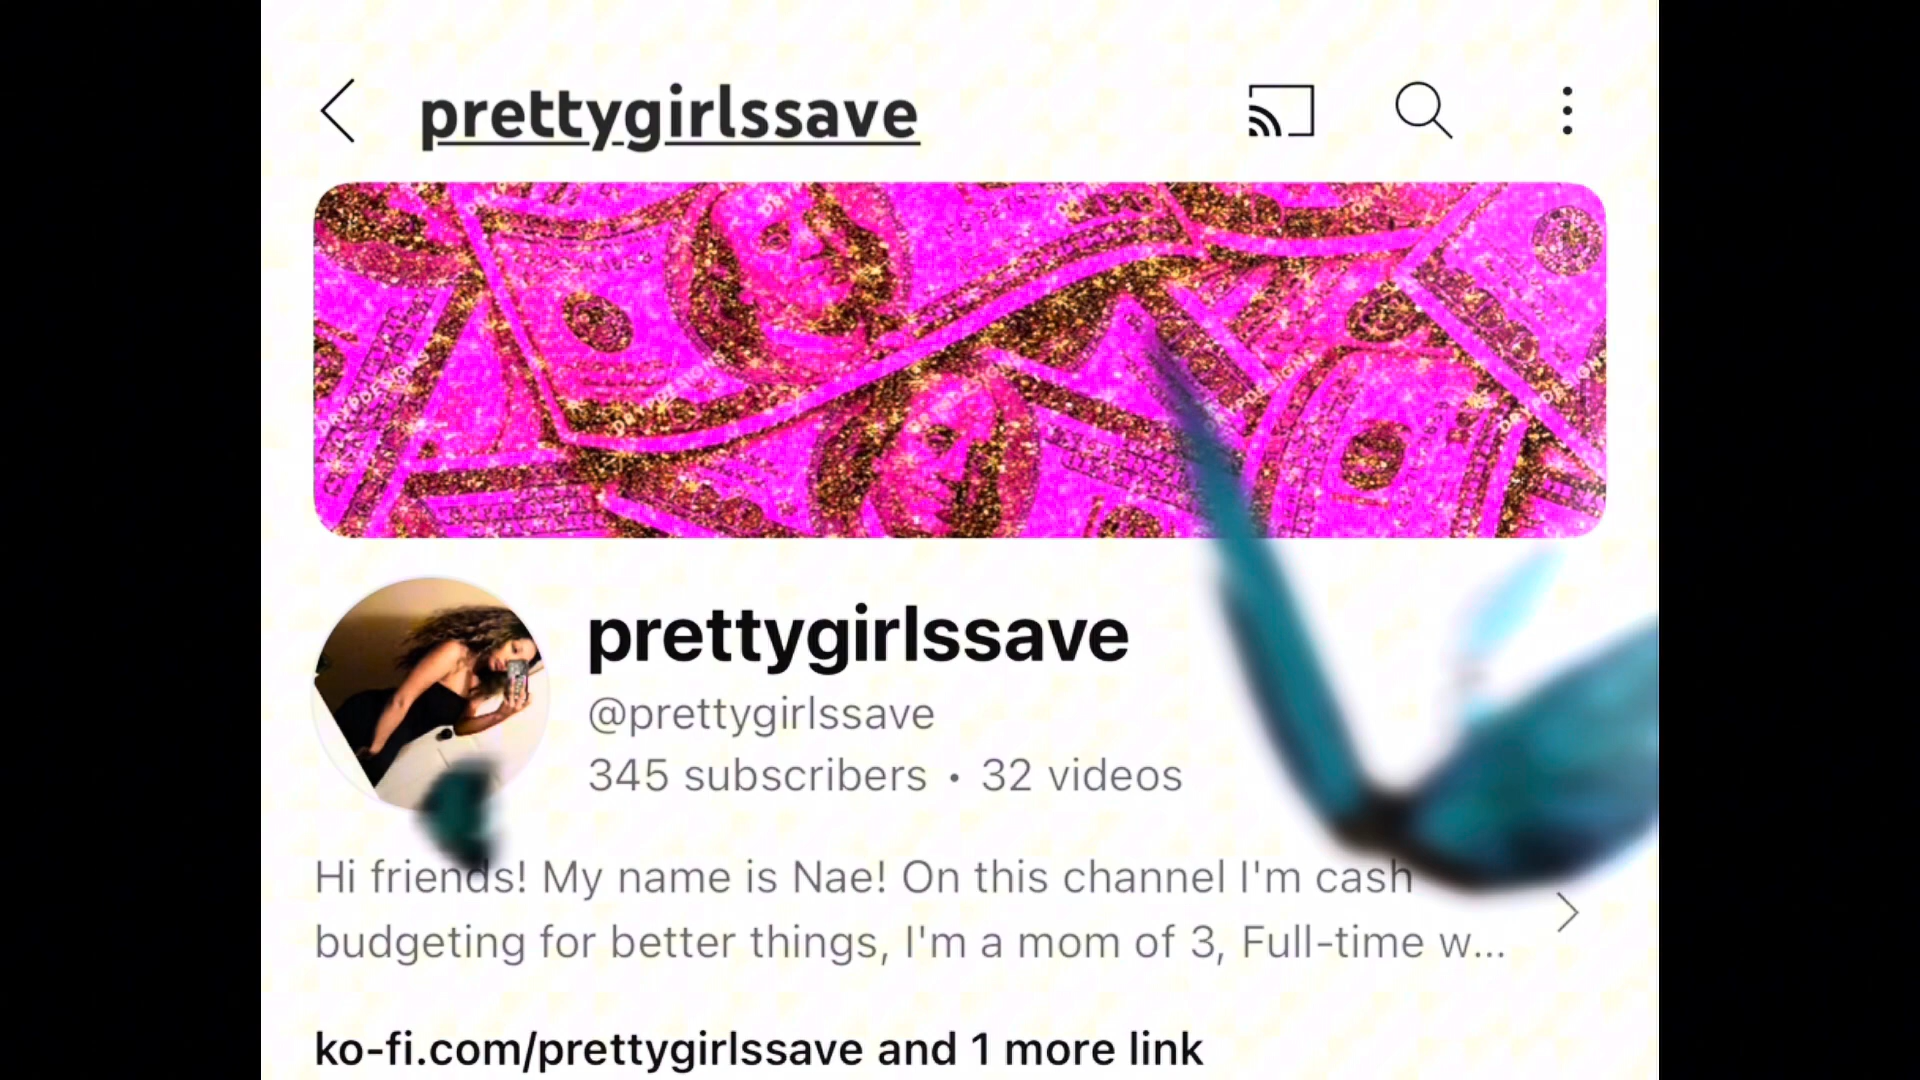 prettygirlssave
prettygirlssave
@prettygirlssave
345 subscribers • 32 videos
Hi friends! My name is Nae! On this channel I'm cash
budgeting for better things, I'm a mom of 3, Full-time w...
ko-fi.com/prettygirlssave and 1 more link